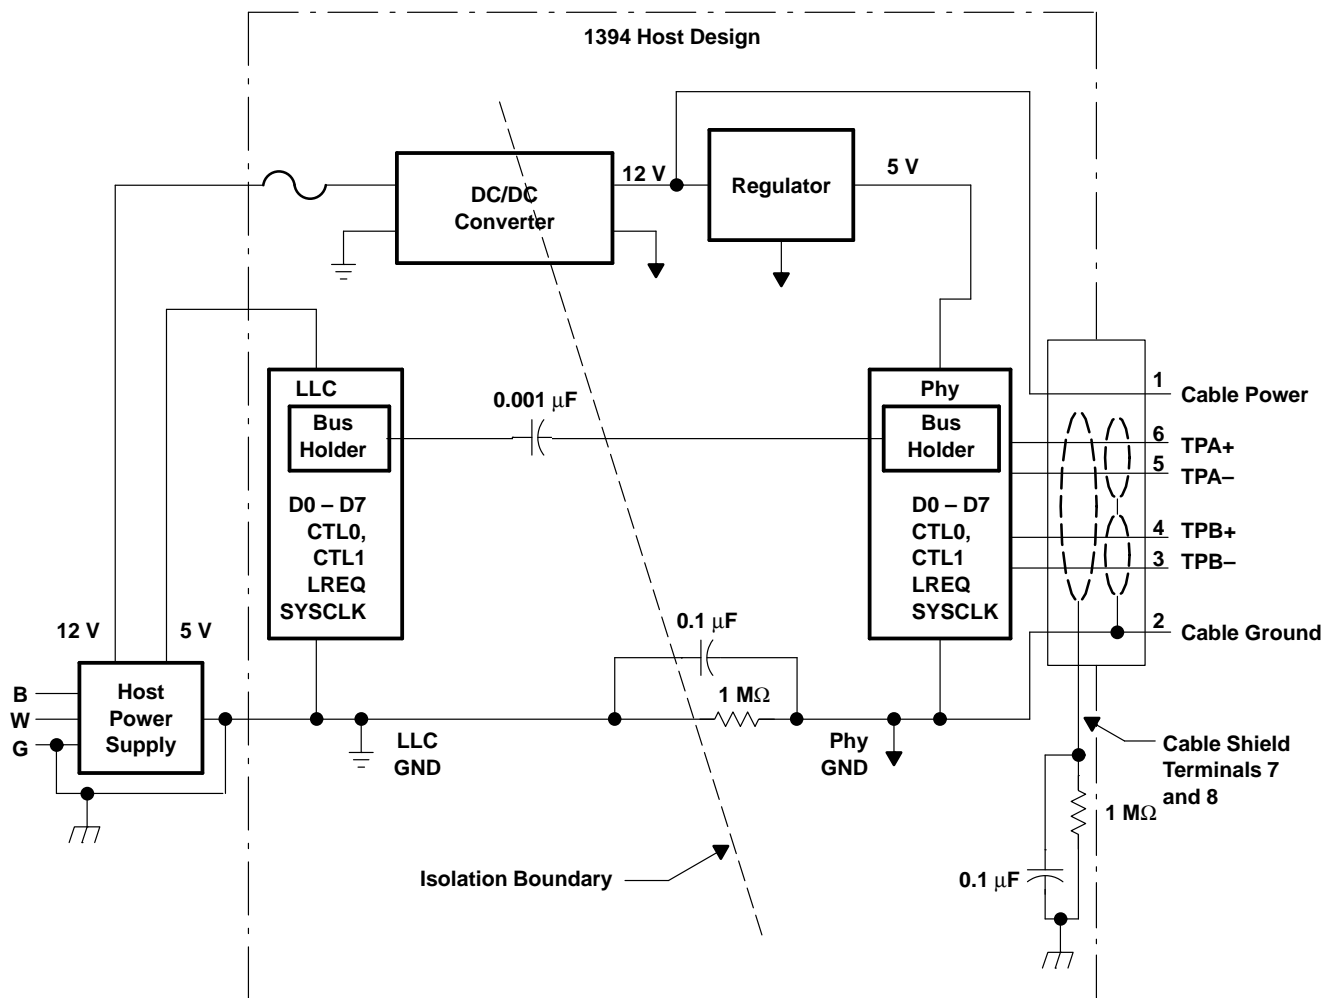 1394 Host Design
DC/DC
Converter
12 V
Regulator
5 V
LLC
Bus
Holder
D0 – D7
CTL0,
CTL1
LREQ
SYSCLK
0.001 µF
Phy
Bus
Holder
D0 – D7
CTL0,
CTL1
LREQ
SYSCLK
1
Cable Power
6
TPA+
5
TPA–
4
TPB+
3
TPB–
2
Cable Ground
12 V
5 V
B
W
G
Host
Power
Supply
0.1 µF
1 MΩ
LLC
GND
Phy
GND
Cable Shield
Terminals 7
and 8
1 MΩ
0.1 µF
Isolation Boundary